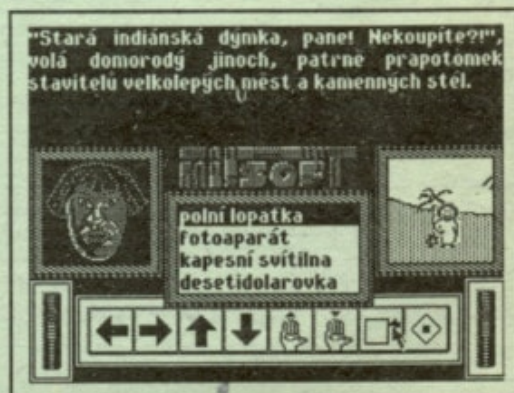 "Stará indiánská dýmka, pane! Nekoupíte?!",
volá domorodý jinoch, patrně prapotomek
stavitelů velkolepých měst a kamenných stél.
polní lopatka
fotoaparát
kapesní svítilna
desetidolarovka